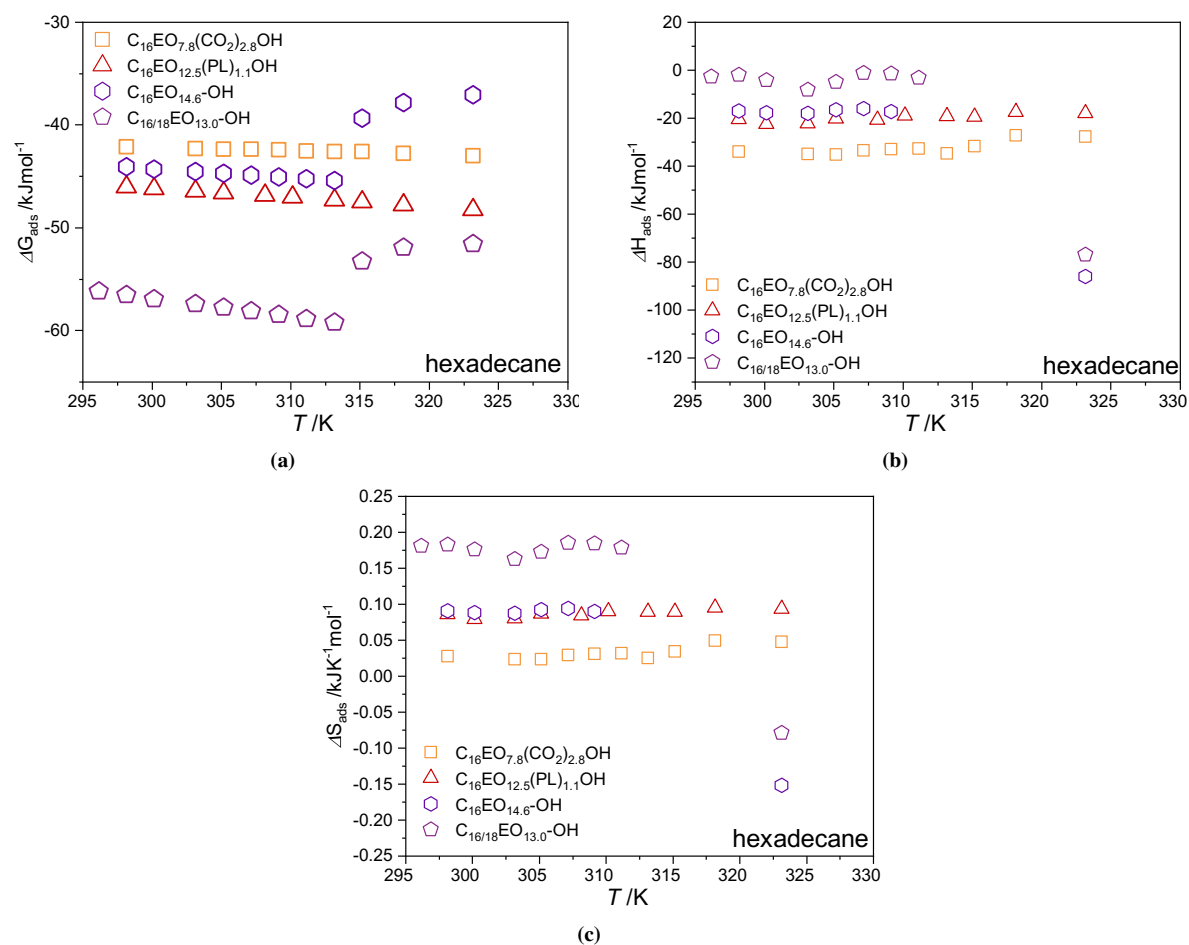 -30
-40
-50
-60
ΔG_ads /kJmol⁻¹
C₁₆EO₇.₈(CO₂)₂.₈OH
C₁₆EO₁₂.₅(PL)₁.₁OH
C₁₆EO₁₄.₆-OH
C₁₆/₁₈EO₁₃.₀-OH
hexadecane
295 300 305 310 315 320 325 330
T /K
(a)
20
0
-20
-40
-60
-80
-100
-120
ΔH_ads /kJmol⁻¹
C₁₆EO₇.₈(CO₂)₂.₈OH
C₁₆EO₁₂.₅(PL)₁.₁OH
C₁₆EO₁₄.₆-OH
C₁₆/₁₈EO₁₃.₀-OH
hexadecane
295 300 305 310 315 320 325 330
T /K
(b)
0.25
0.20
0.15
0.10
0.05
0.00
-0.05
-0.10
-0.15
-0.20
-0.25
ΔS_ads /kJK⁻¹mol⁻¹
C₁₆EO₇.₈(CO₂)₂.₈OH
C₁₆EO₁₂.₅(PL)₁.₁OH
C₁₆EO₁₄.₆-OH
C₁₆/₁₈EO₁₃.₀-OH
hexadecane
295 300 305 310 315 320 325 330
T /K
(c)